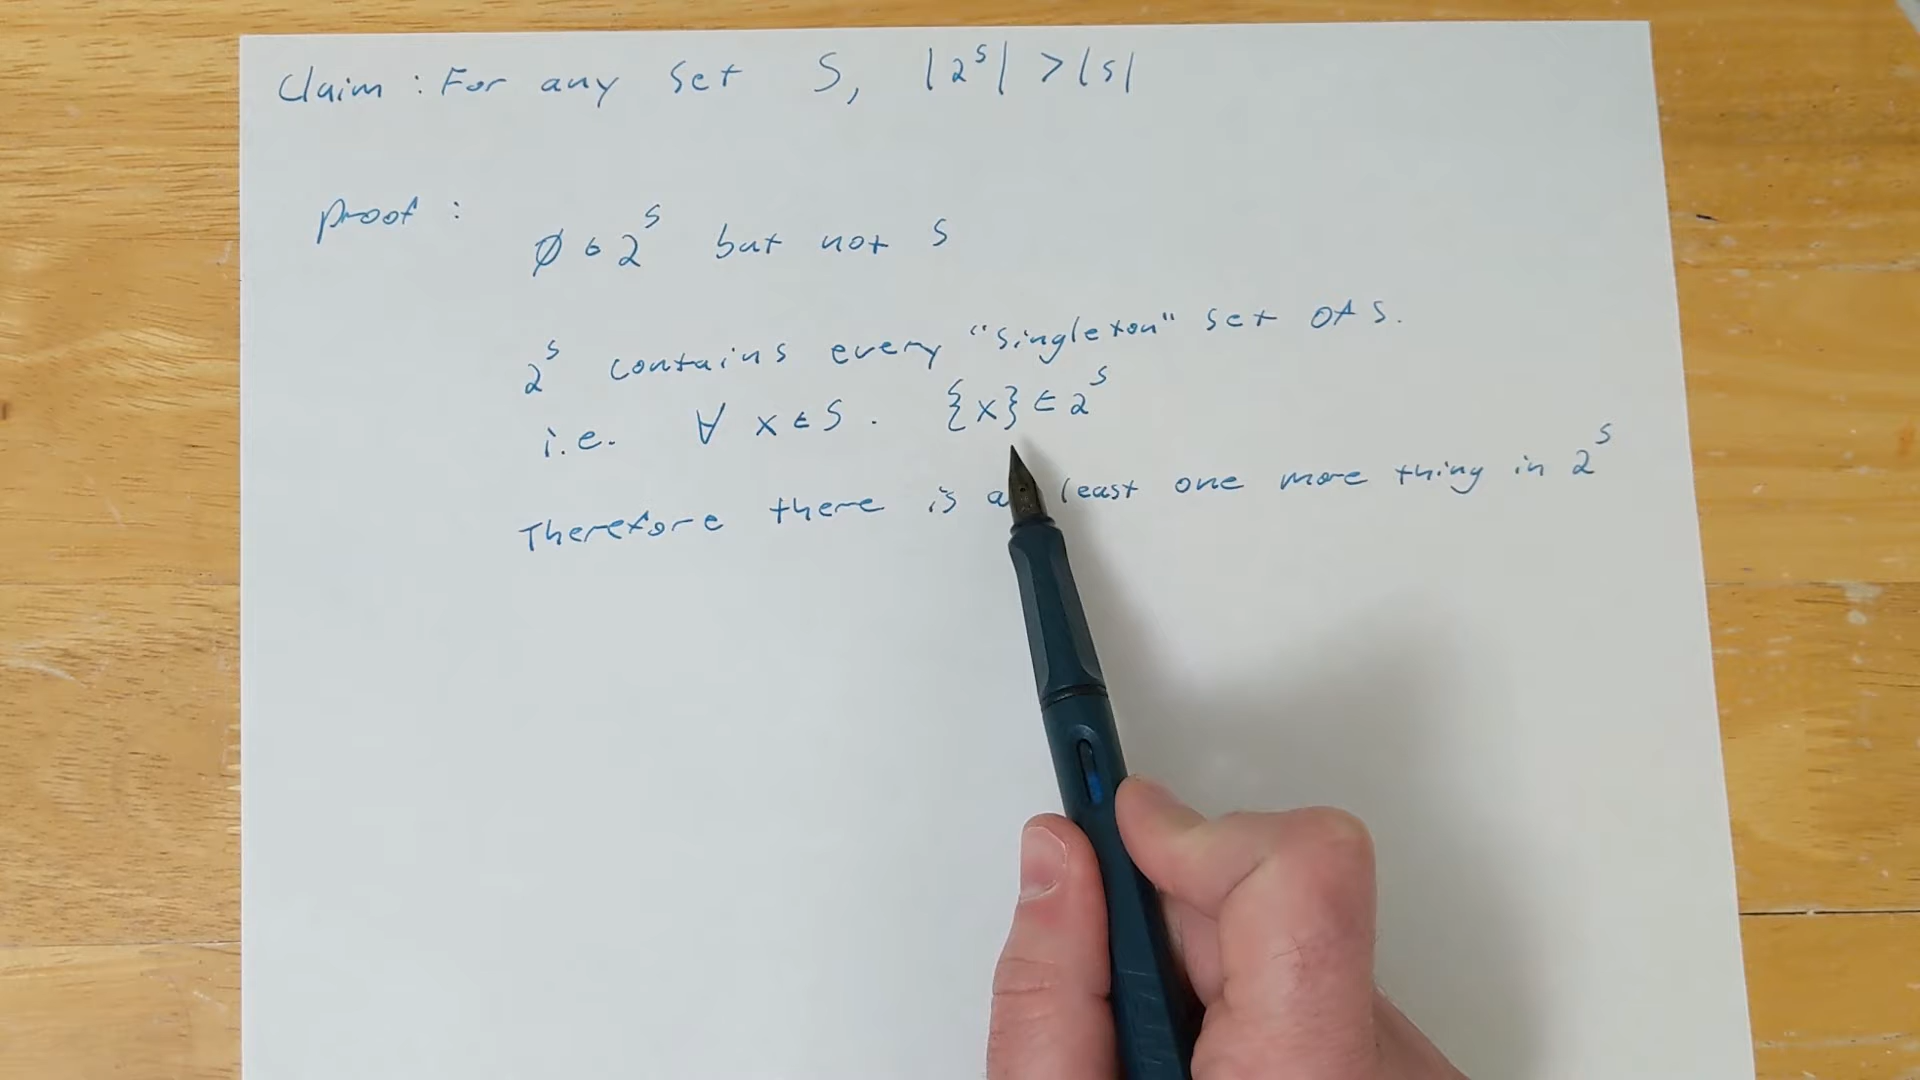 Claim : For any set S, |2^S| > |S|
Proof :
∅ ∈ 2^S but not S
2^S contains every "singleton" set of S.
i.e. ∀ x ∈ S . {x} ∈ 2^S
Therefore there is at least one more thing in 2^S